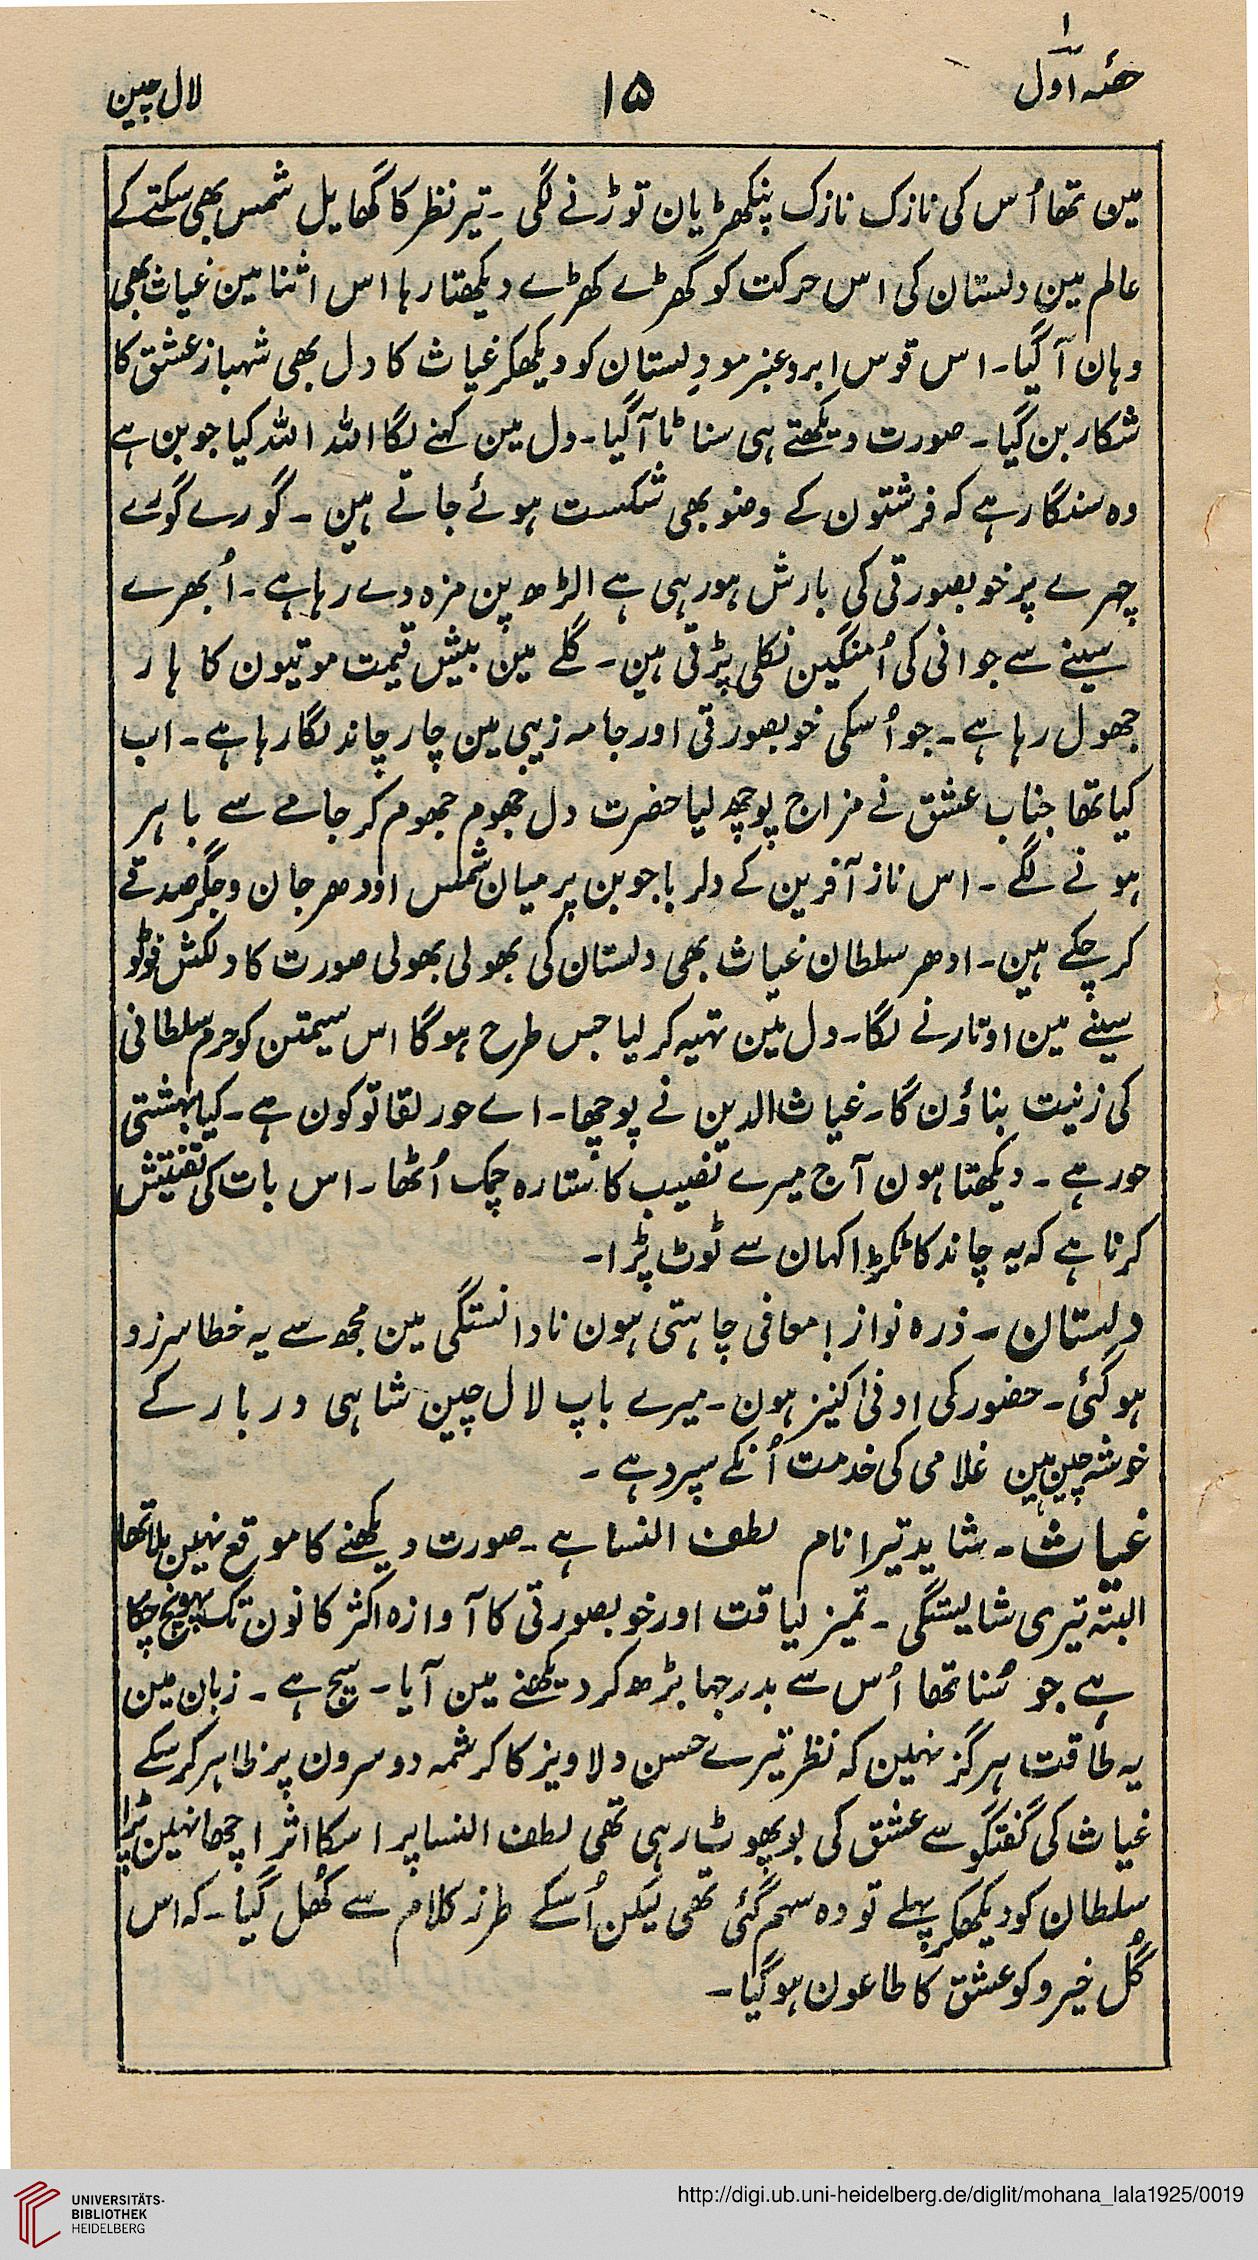 حصہ اول
۱۵
لال چین
مین تھا اُس کی نازک نازک پنکھڑیان توڑنے لگی ۔ تیر نظر کا گھایل شمس بھی سکتے کے
عالم مین دلستان کی اس حرکت کو کھڑے کھڑے دیکھتا رہا اس اثنا مین غیاث بھی
وہان آ گیا ۔ اس قوس ابرو عنبر مو دلستان کو دیکھکر غیاث کا دل بھی شہباز عشق کا
شکار بن گیا ۔ صورت دیکھتے ہی سناٹا آگیا ۔ دل مین کہنے لگا اللہ اللہ کیا جوبن ہے
وہ سنگار ہے کہ فرشتون کے وضو بھی شکست ہوئے جاتے ہین ۔ گورے گورے
چہرے پر خوبصورتی کی بارش ہورہی ہے الڑھ پن مزہ دے رہا ہے ۔ اُبھرے
سینے سے جوانی کی اُمنگین نکلی پڑتی ہین ۔ گلے مین بیش قیمت موتیون کا ہار
جھول رہا ہے ۔ جو اُسکی خوبصورتی اور جامہ زیبی مین چار چاند لگا رہا ہے ۔ اب
کیا تھا جناب عشق نے مزاج پوچھ لیا حضرت دل جھوم جھوم کر جامے سے باہر
ہونے لگے ۔ اس ناز آفرین کے دلربا جوبن پر میان شمس اودھر جان و جگر صدقے
کرچکے ہین ۔ ادھر سلطان غیاث بھی دلستان کی بھولی بھولی صورت کا دلکش فوٹو
سینے مین اوتارنے لگا ۔ دل مین تہیہ کرلیا جس طرح ہوگا اس سیمتن کو حرم سلطانی
کی زینت بناؤن گا ۔ غیاث الدین نے پوچھا ۔ اے حور لقا تو کون ہے ۔ کیا بہشتی
حور ہے ۔ دیکھتا ہون آج میرے نصیب کا ستارہ چمک اُٹھا ۔ اس بات کی تفتیش
کرنا ہے کہ یہ چاند کا ٹکڑا کہان سے ٹوٹ پڑا ۔
دلستان ۔ ذرہ نواز ! معافی چاہتی ہون نادانستگی مین مجھ سے یہ خطا سرزد
ہوگئی ۔ حضور کی ادنی کنیز ہون ۔ میرے باپ لال چین شاہی دربار کے
خوشہ چین ہین غلامی کی خدمت اُنکے سپرد ہے ۔
غیاث ۔ شاید تیرا نام لطف النسا ہے ۔ صورت دیکھنے کا موقع نہین ملا تھا
البتہ تیری شایستگی ۔ تمیز لیاقت اور خوبصورتی کا آوازہ اکثر کانون تک پہونچ چکا
ہے جو سُنا تھا اُس سے بدرجہا بڑھ کر دیکھنے مین آیا ۔ سچ ہے ۔ زبان مین
یہ طاقت ہرگز نہین کہ نظر تیرے حسن دلاویز کا کرشمہ دوسرون پر ظاہر کرسکے
غیاث کی گفتگو سے عشق کی بو پھوٹ رہی تھی لطف النسا پر اسکا اثر اچھا نہین پڑا
سلطان کو دیکھکر پہلے تو وہ سہم گئی تھی لیکن اُسکے طرز کلام سے کھُل گیا ۔ کہ اس
گُل خیرو کو عشق کا طاعون ہوگیا ۔
UNIVERSITÄTS-
BIBLIOTHEK
HEIDELBERG
http://digi.ub.uni-heidelberg.de/diglit/mohana_lala1925/0019